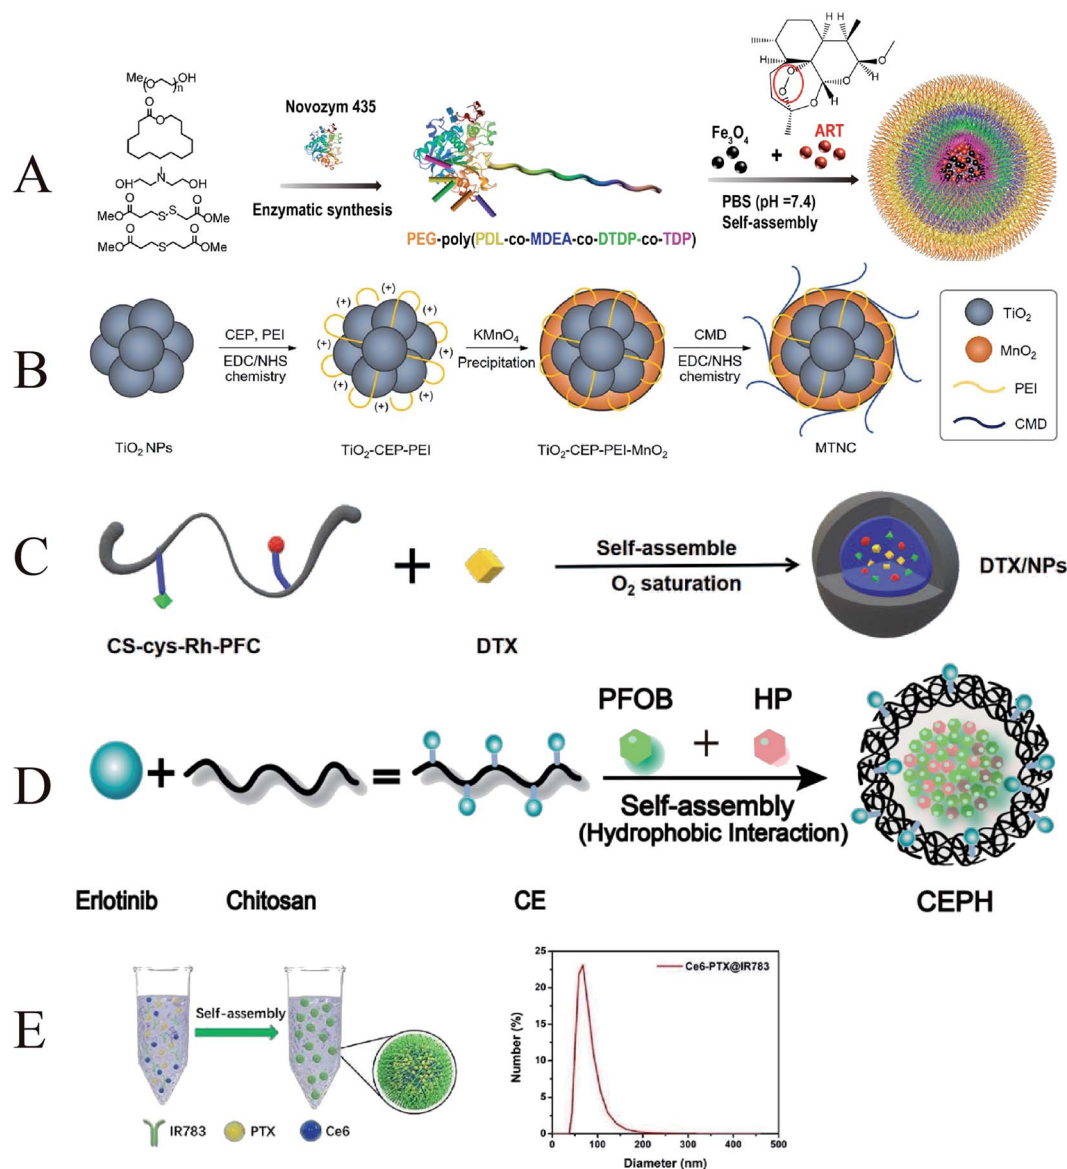 A
Me
O
OH
n
O
O
N
OH
OH
MeO
O
S
S
OMe
O
MeO
O
S
OMe
O
Novozym 435
Enzymatic synthesis
PEG-poly(PDL-co-MDEA-co-DTDP-co-TDP)
H
O
O
O
O
H
H
O
Fe3O4
+
ART
PBS (pH =7.4)
Self-assembly
B
CEP, PEI
EDC/NHS
chemistry
(+)
(+)
(+)
(+)
(+)
(+)
(+)
(+)
KMnO4
Precipitation
CMD
EDC/NHS
chemistry
TiO2 NPs
TiO2-CEP-PEI
TiO2-CEP-PEI-MnO2
MTNC
TiO2
MnO2
PEI
CMD
C
CS-cys-Rh-PFC
+
DTX
Self-assemble
O2 saturation
DTX/NPs
D
+
=
PFOB
+
HP
Self-assembly
(Hydrophobic Interaction)
Erlotinib
Chitosan
CE
CEPH
E
Self-assembly
IR783
PTX
Ce6
Ce6-PTX@IR783
Number (%)
25
20
15
10
5
0
0
100
200
300
400
500
Diameter (nm)